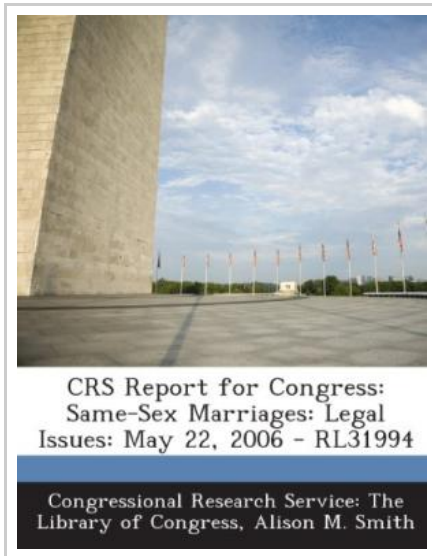 CRS Report for Congress:
Same-Sex Marriages: Legal
Issues: May 22, 2006 - RL31994
Congressional Research Service: The
Library of Congress, Alison M. Smith